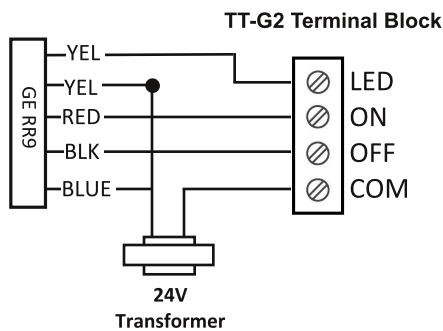 TT-G2 Terminal Block
YEL
LED
YEL
GE RR9
RED
ON
BLK
OFF
BLUE
COM
24V
Transformer